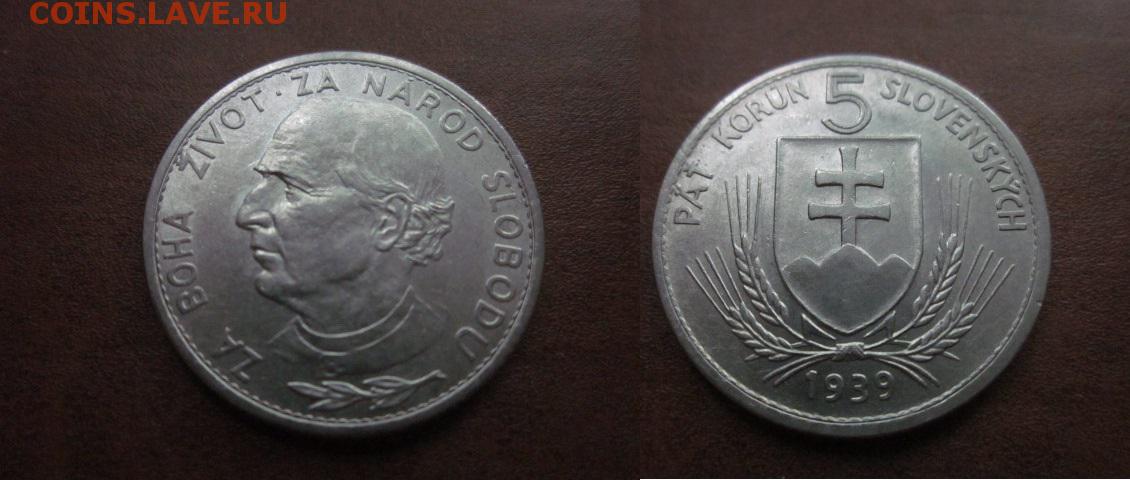 COINS.LAVE.RU
ZA BOHA ŽIVOT · ZA NÁROD SLOBODU
5
PÄŤ KORÚN SLOVENSKÝCH
1939